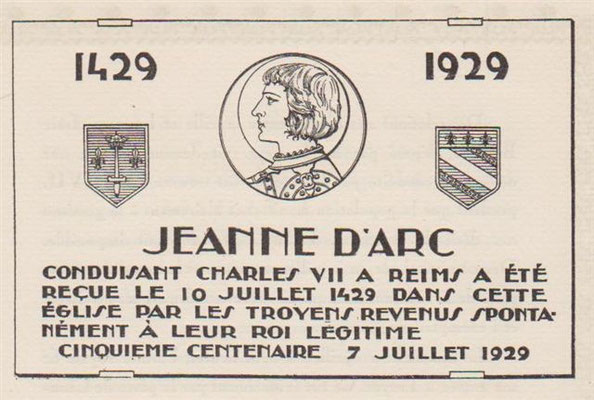 1429 1929
JEANNE D'ARC
CONDUISANT CHARLES VII A REIMS A ÉTÉ
REÇUE LE 10 JUILLET 1429 DANS CETTE
ÉGLISE PAR LES TROYENS REVENUS SPONTA-
NÉMENT À LEUR ROI LÉGITIME
CINQUIEME CENTENAIRE 7 JUILLET 1929